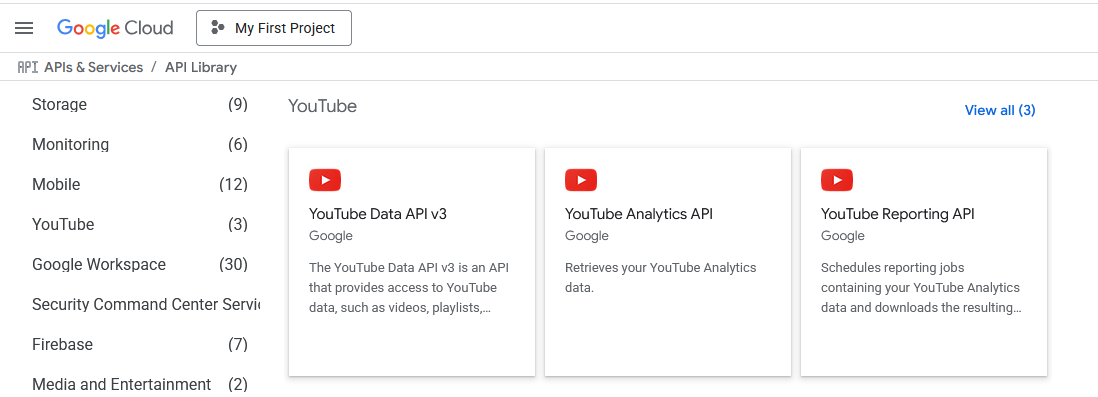 Google Cloud My First Project
API APIs & Services / API Library
Storage (9)
Monitoring (6)
Mobile (12)
YouTube (3)
Google Workspace (30)
Security Command Center Servic
Firebase (7)
Media and Entertainment (2)
YouTube
View all (3)
YouTube Data API v3
Google
The YouTube Data API v3 is an API
that provides access to YouTube
data, such as videos, playlists,…
YouTube Analytics API
Google
Retrieves your YouTube Analytics
data.
YouTube Reporting API
Google
Schedules reporting jobs
containing your YouTube Analytics
data and downloads the resulting…